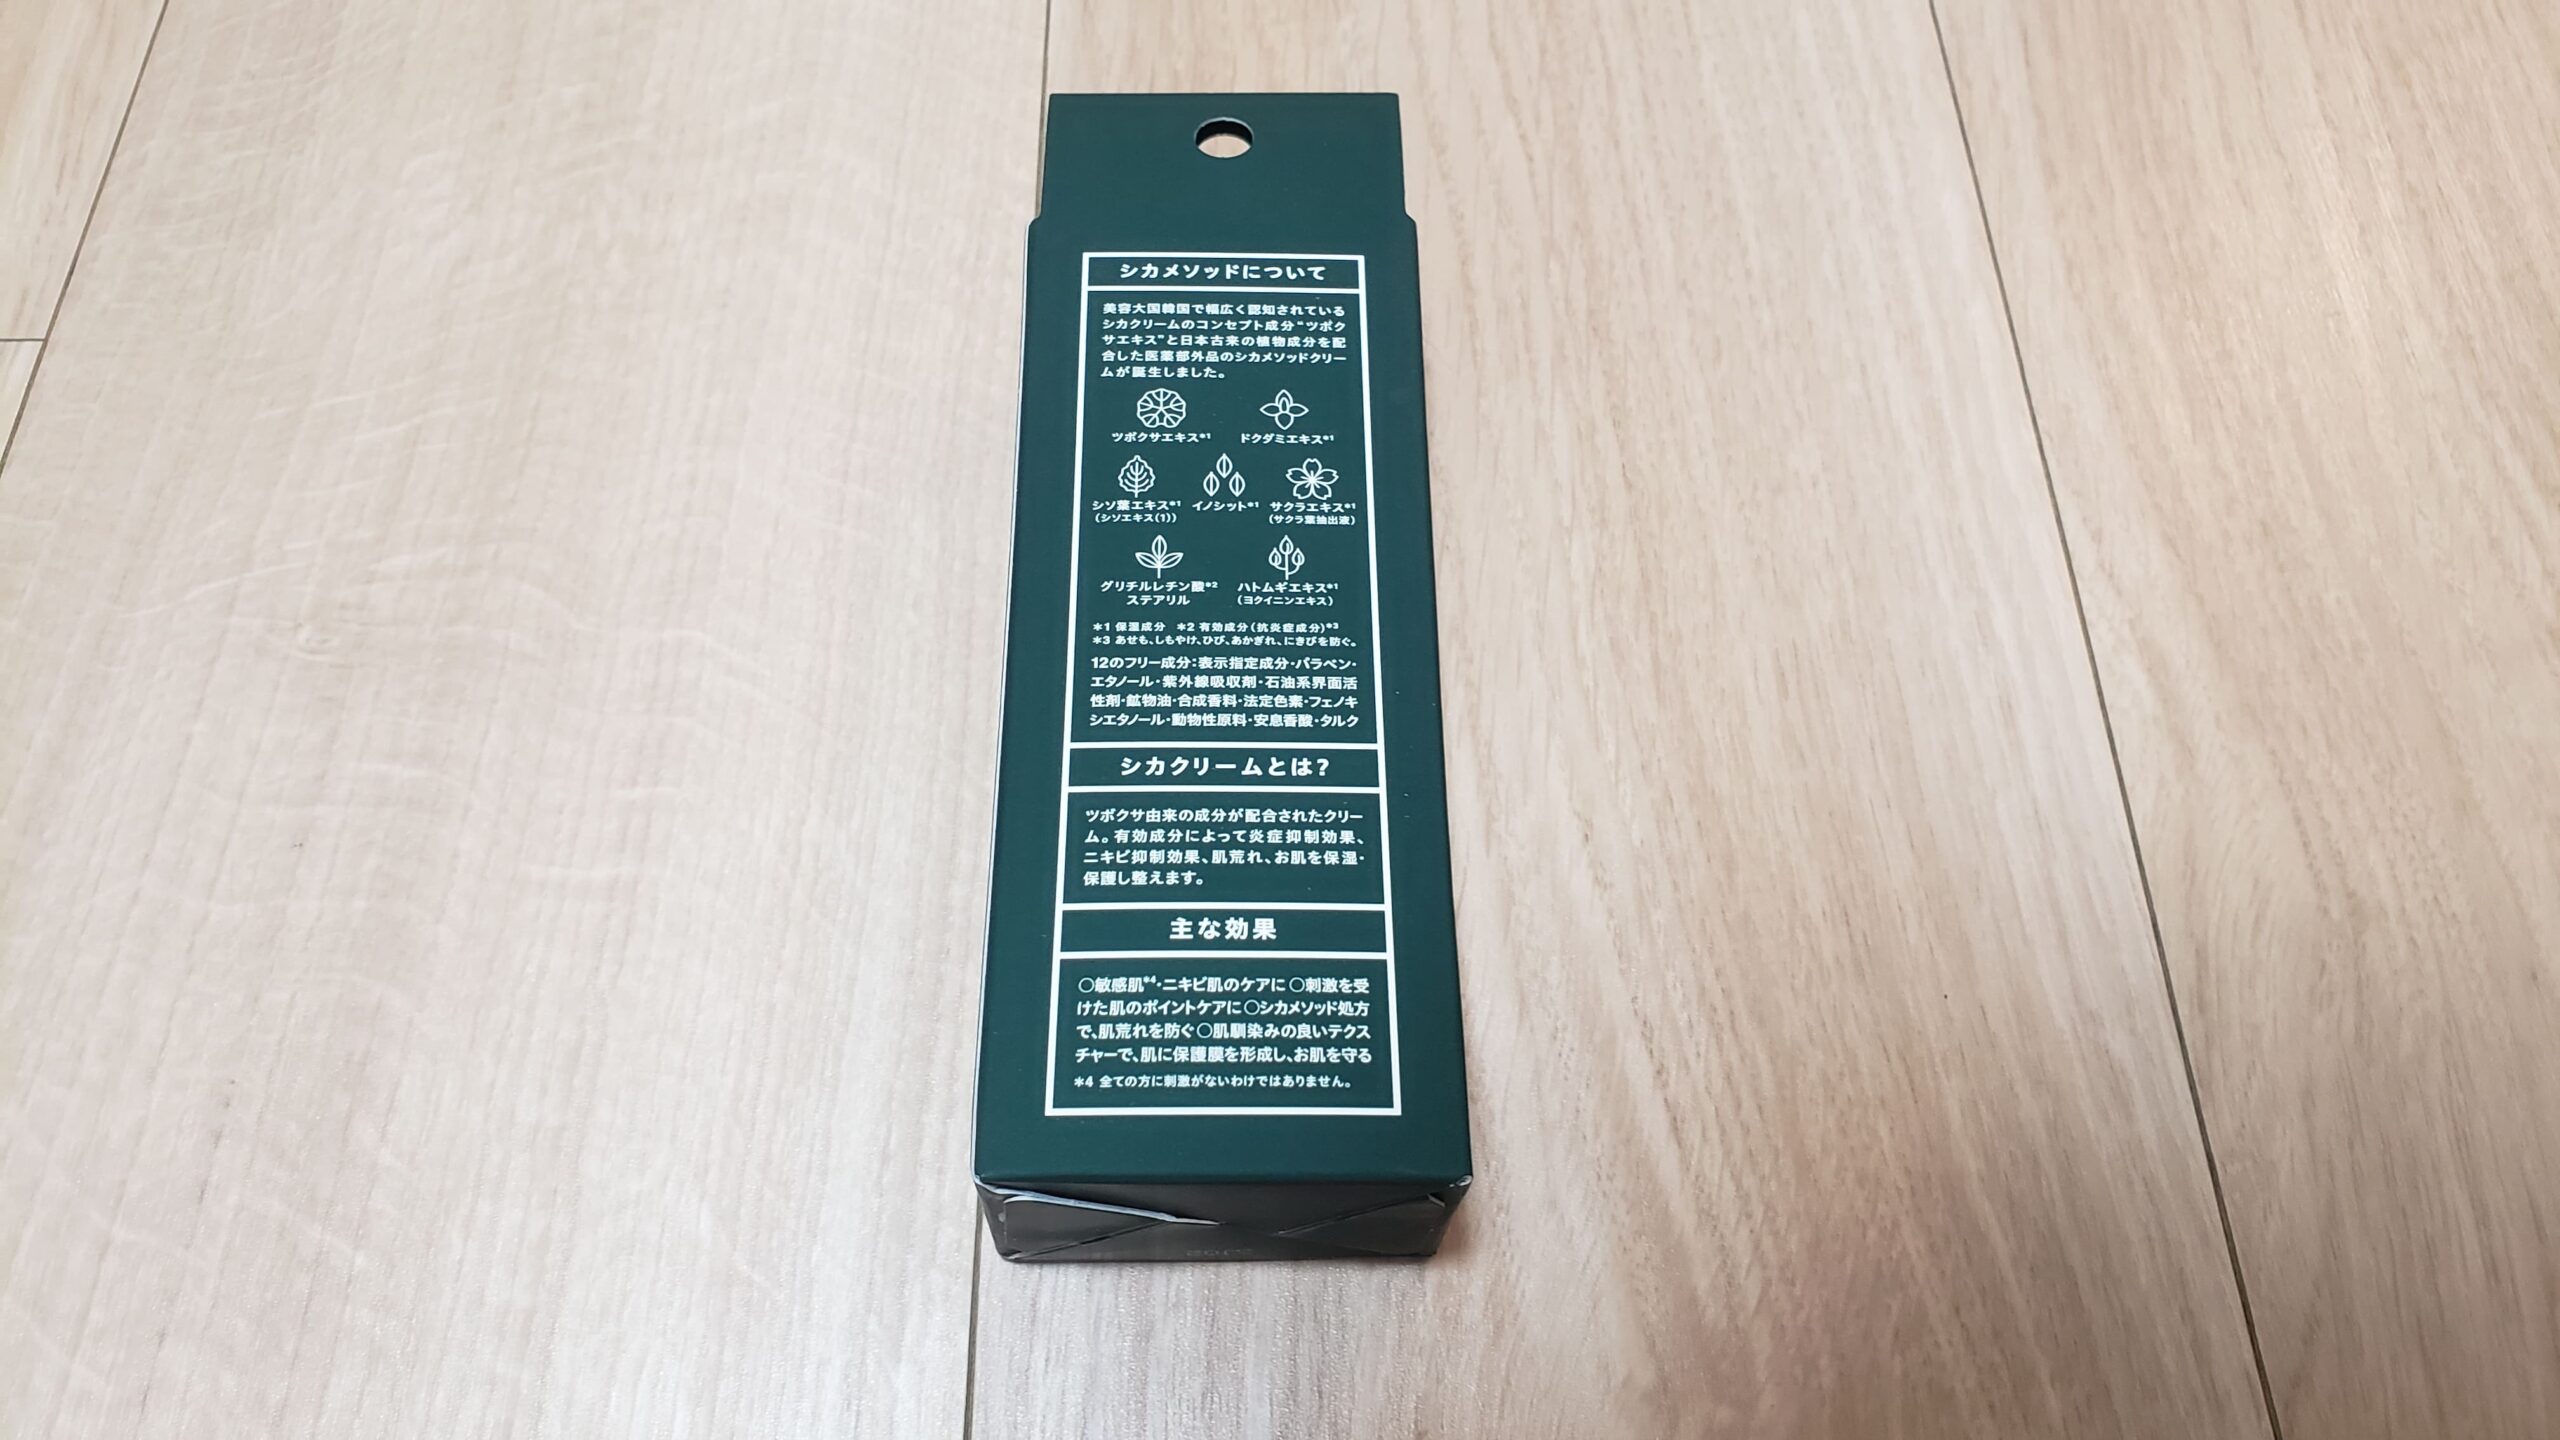 シカメソッドについて
美容大国韓国で幅広く認知されている
シカクリームのコンセプト成分“ツボク
サエキス”と日本古来の植物成分を配
合した医薬部外品のシカメソッドクリー
ムが誕生しました。
ツボクサエキス*1 ドクダミエキス*1
シソ葉エキス*1 イノシット*1 サクラエキス*1
(シソエキス(1)) (サクラ葉抽出液)
グリチルレチン酸*2 ハトムギエキス*1
ステアリル (ヨクイニンエキス)
*1 保湿成分 *2 有効成分(抗炎症成分)*3
*3 あせも、しもやけ、ひび、あかぎれ、にきびを防ぐ。
12のフリー成分:表示指定成分・パラベン・
エタノール・紫外線吸収剤・石油系界面活
性剤・鉱物油・合成香料・法定色素・フェノキ
シエタノール・動物性原料・安息香酸・タルク
シカクリームとは?
ツボクサ由来の成分が配合されたクリー
ム。有効成分によって炎症抑制効果、
ニキビ抑制効果、肌荒れ、お肌を保湿・
保護し整えます。
主な効果
○敏感肌*4・ニキビ肌のケアに ○刺激を受
けた肌のポイントケアに ○シカメソッド処方
で、肌荒れを防ぐ ○肌馴染みの良いテクス
チャーで、肌に保護膜を形成し、お肌を守る
*4 全ての方に刺激がないわけではありません。